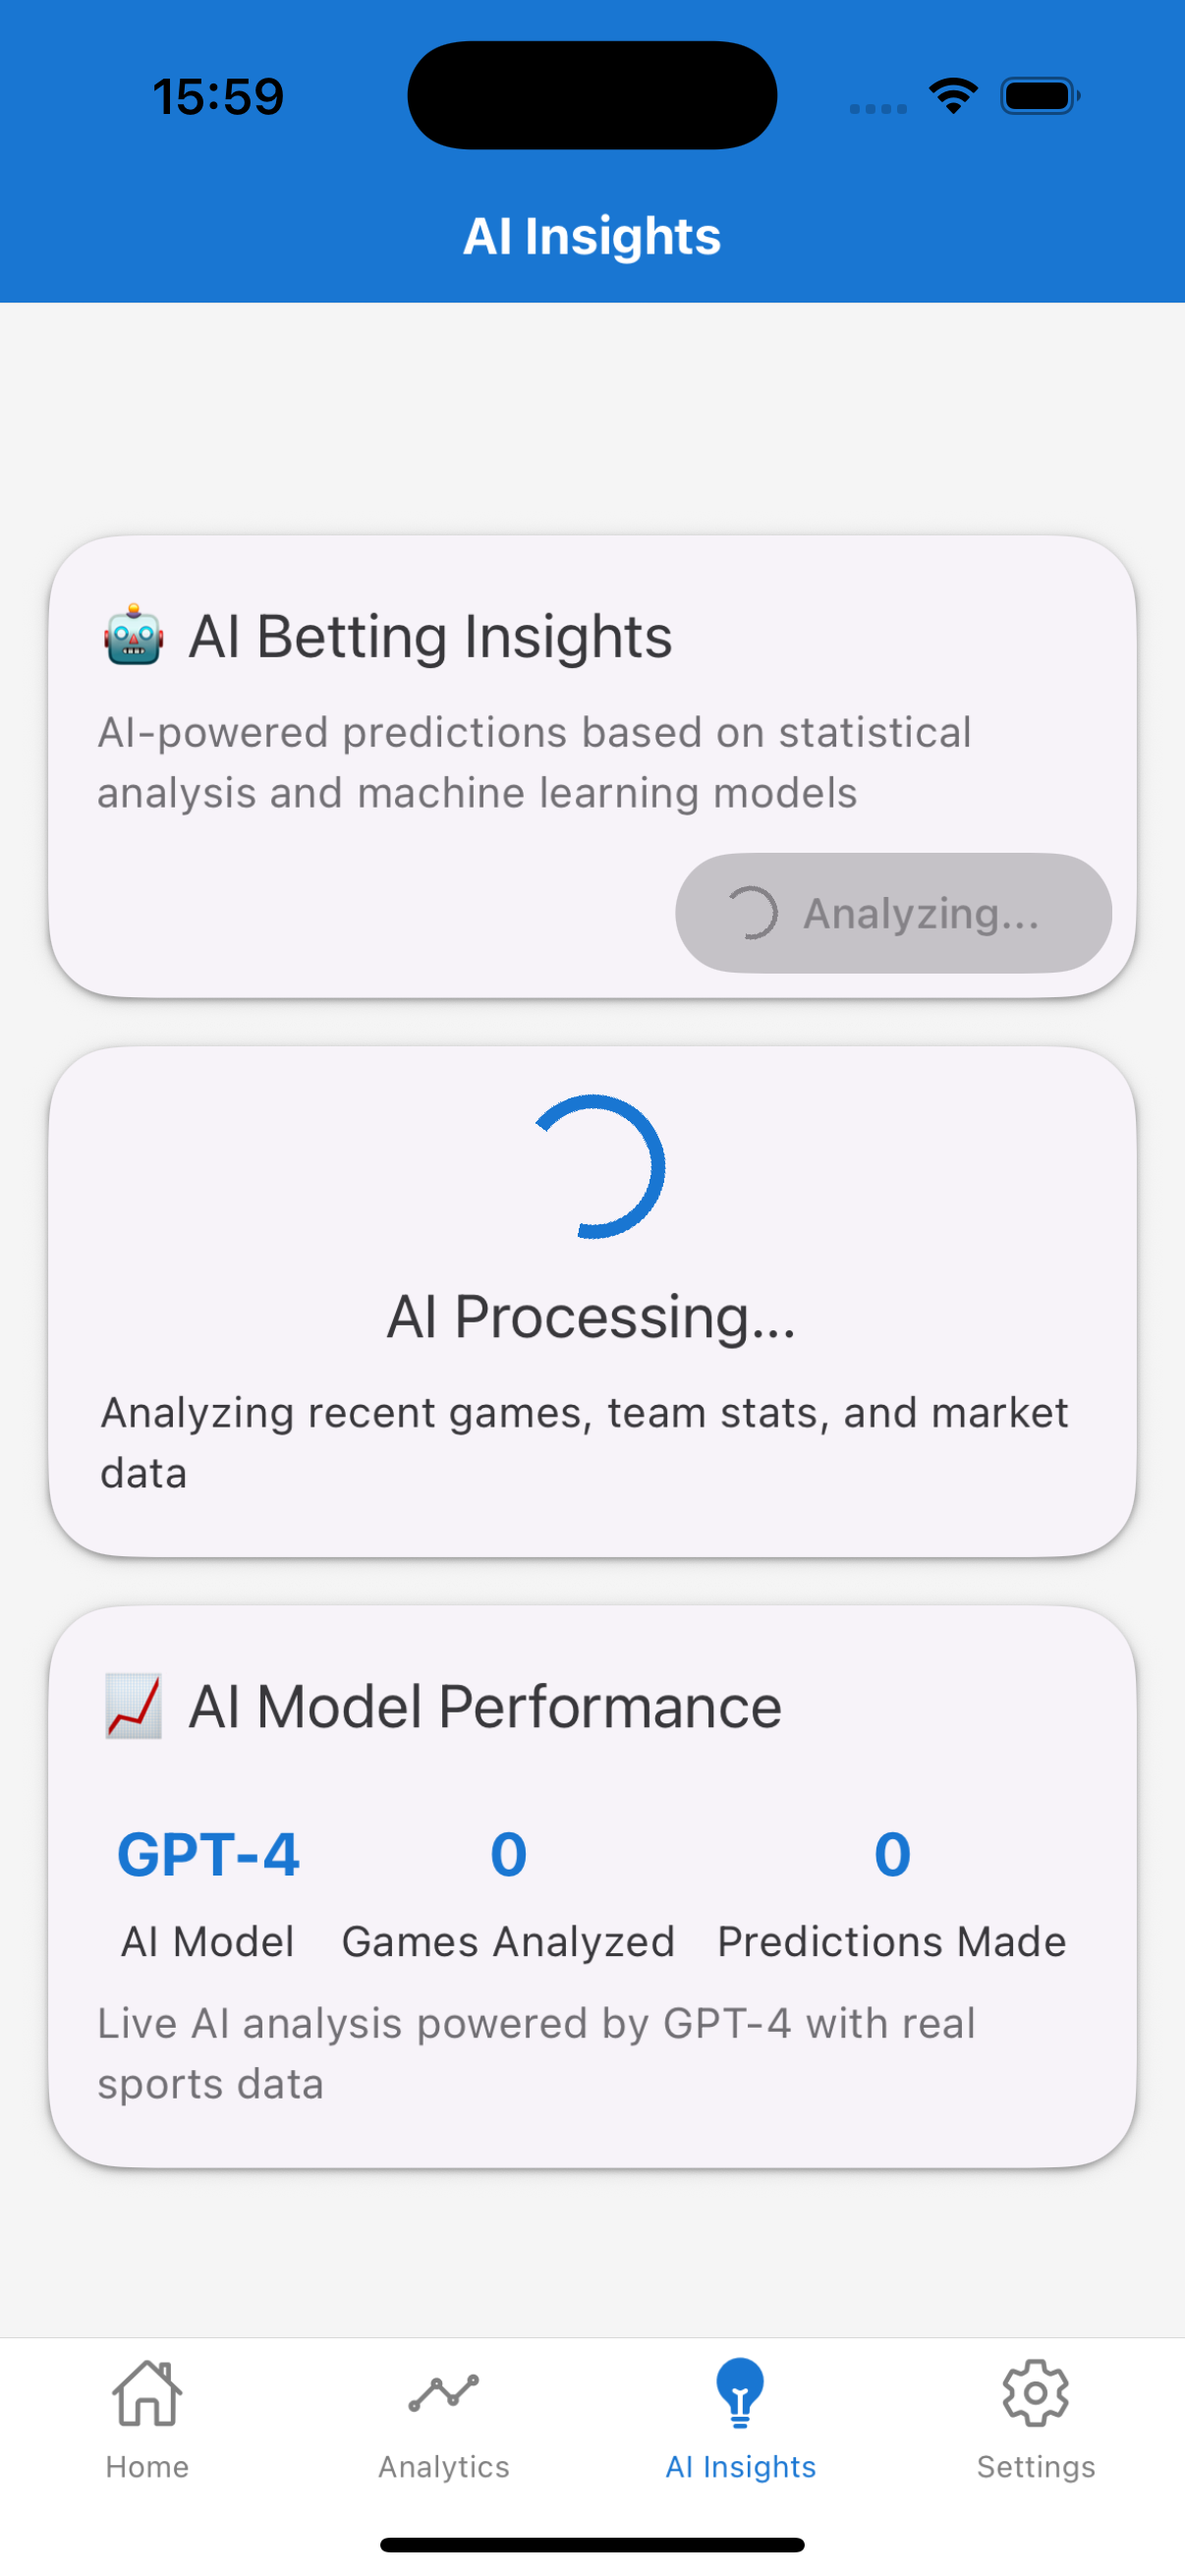 15:59
AI Insights
🤖 AI Betting Insights
AI-powered predictions based on statistical
analysis and machine learning models
Analyzing...
AI Processing...
Analyzing recent games, team stats, and market
data
📈 AI Model Performance
GPT-4 0 0
AI Model Games Analyzed Predictions Made
Live AI analysis powered by GPT-4 with real
sports data
Home Analytics AI Insights Settings